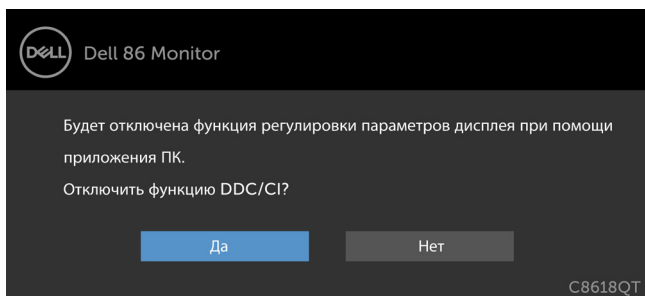 DELL Dell 86 Monitor
Будет отключена функция регулировки параметров дисплея при помощи
приложения ПК.
Отключить функцию DDC/CI?
Да Нет
C8618QT